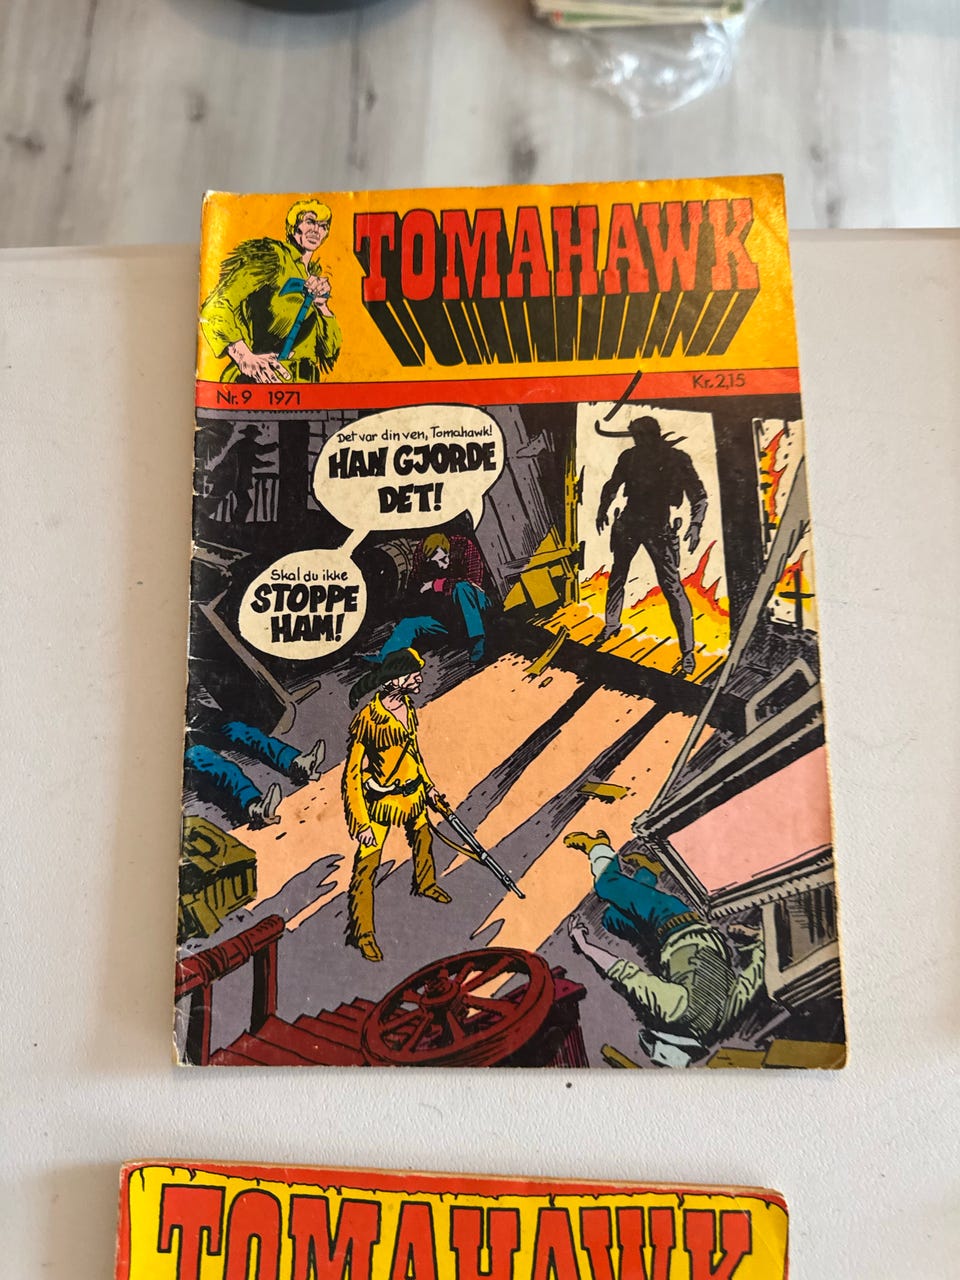 TOMAHAWK
Nr. 9 1971
Kr. 2,15
Det var din ven, Tomahawk!
HAN GJORDE
DET!
Skal du ikke
STOPPE
HAM!
TOMAHAWK